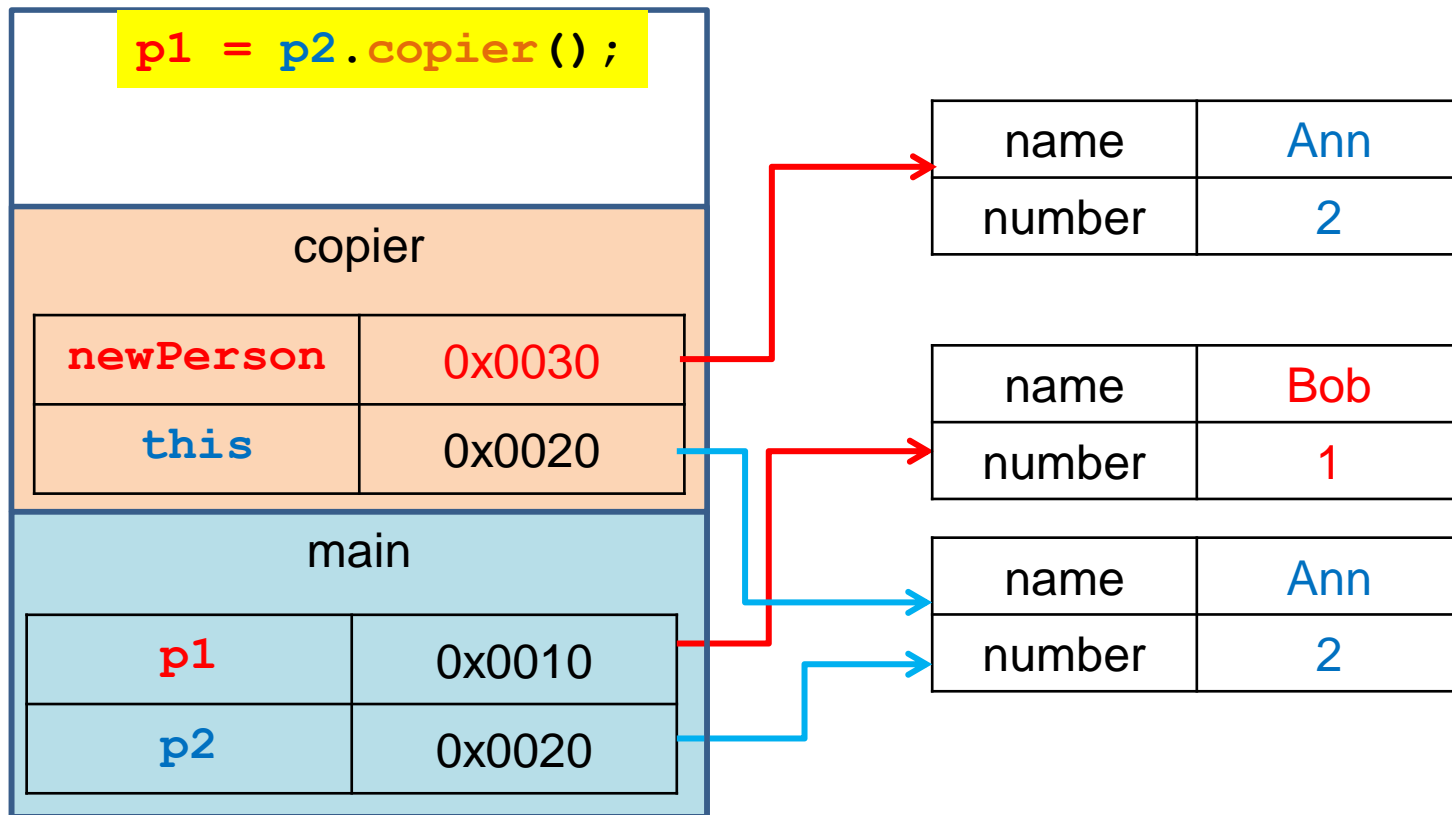 p1 = p2.copier();
copier
newPerson 0x0030
this 0x0020
main
p1 0x0010
p2 0x0020
name Ann
number 2
name Bob
number 1
name Ann
number 2